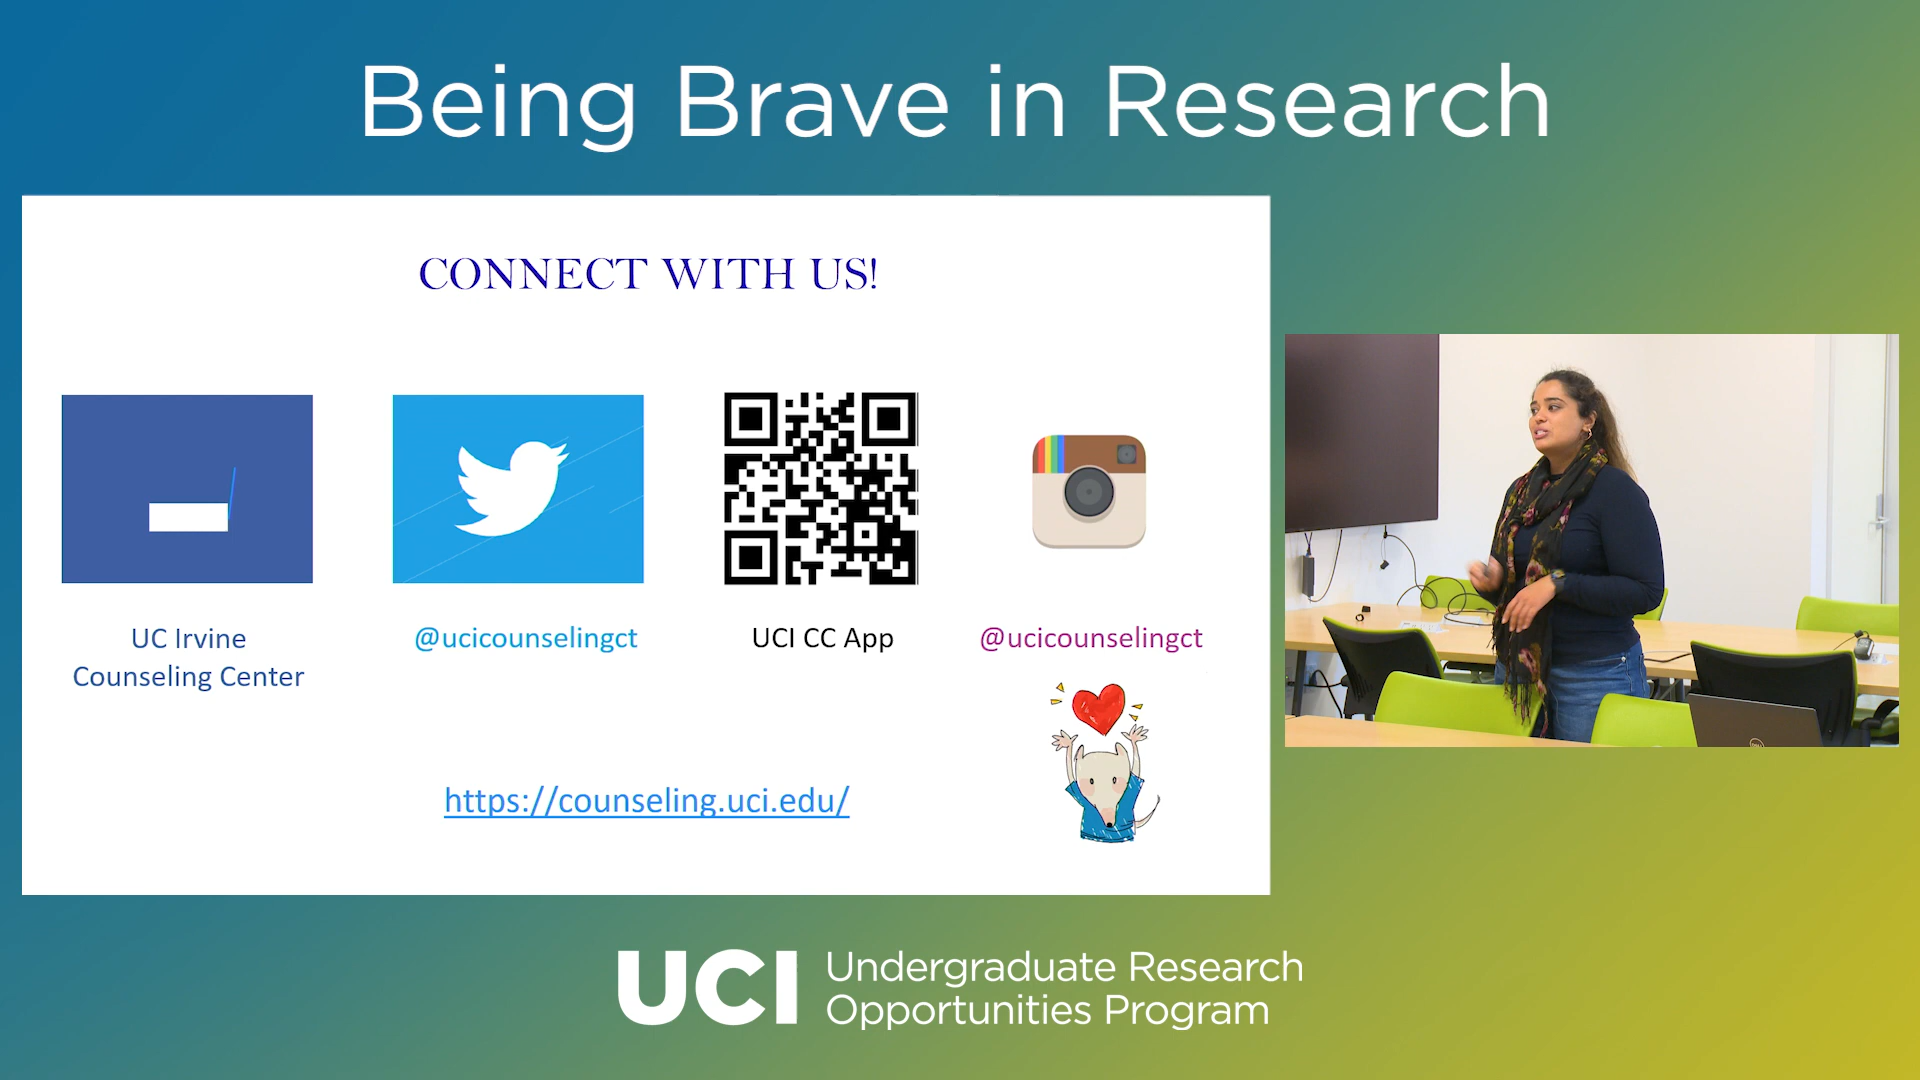 Being Brave in Research
CONNECT WITH US!
UC Irvine
Counseling Center
@ucicounselingct
UCI CC App
@ucicounselingct
https://counseling.uci.edu/
UCI Undergraduate Research
Opportunities Program